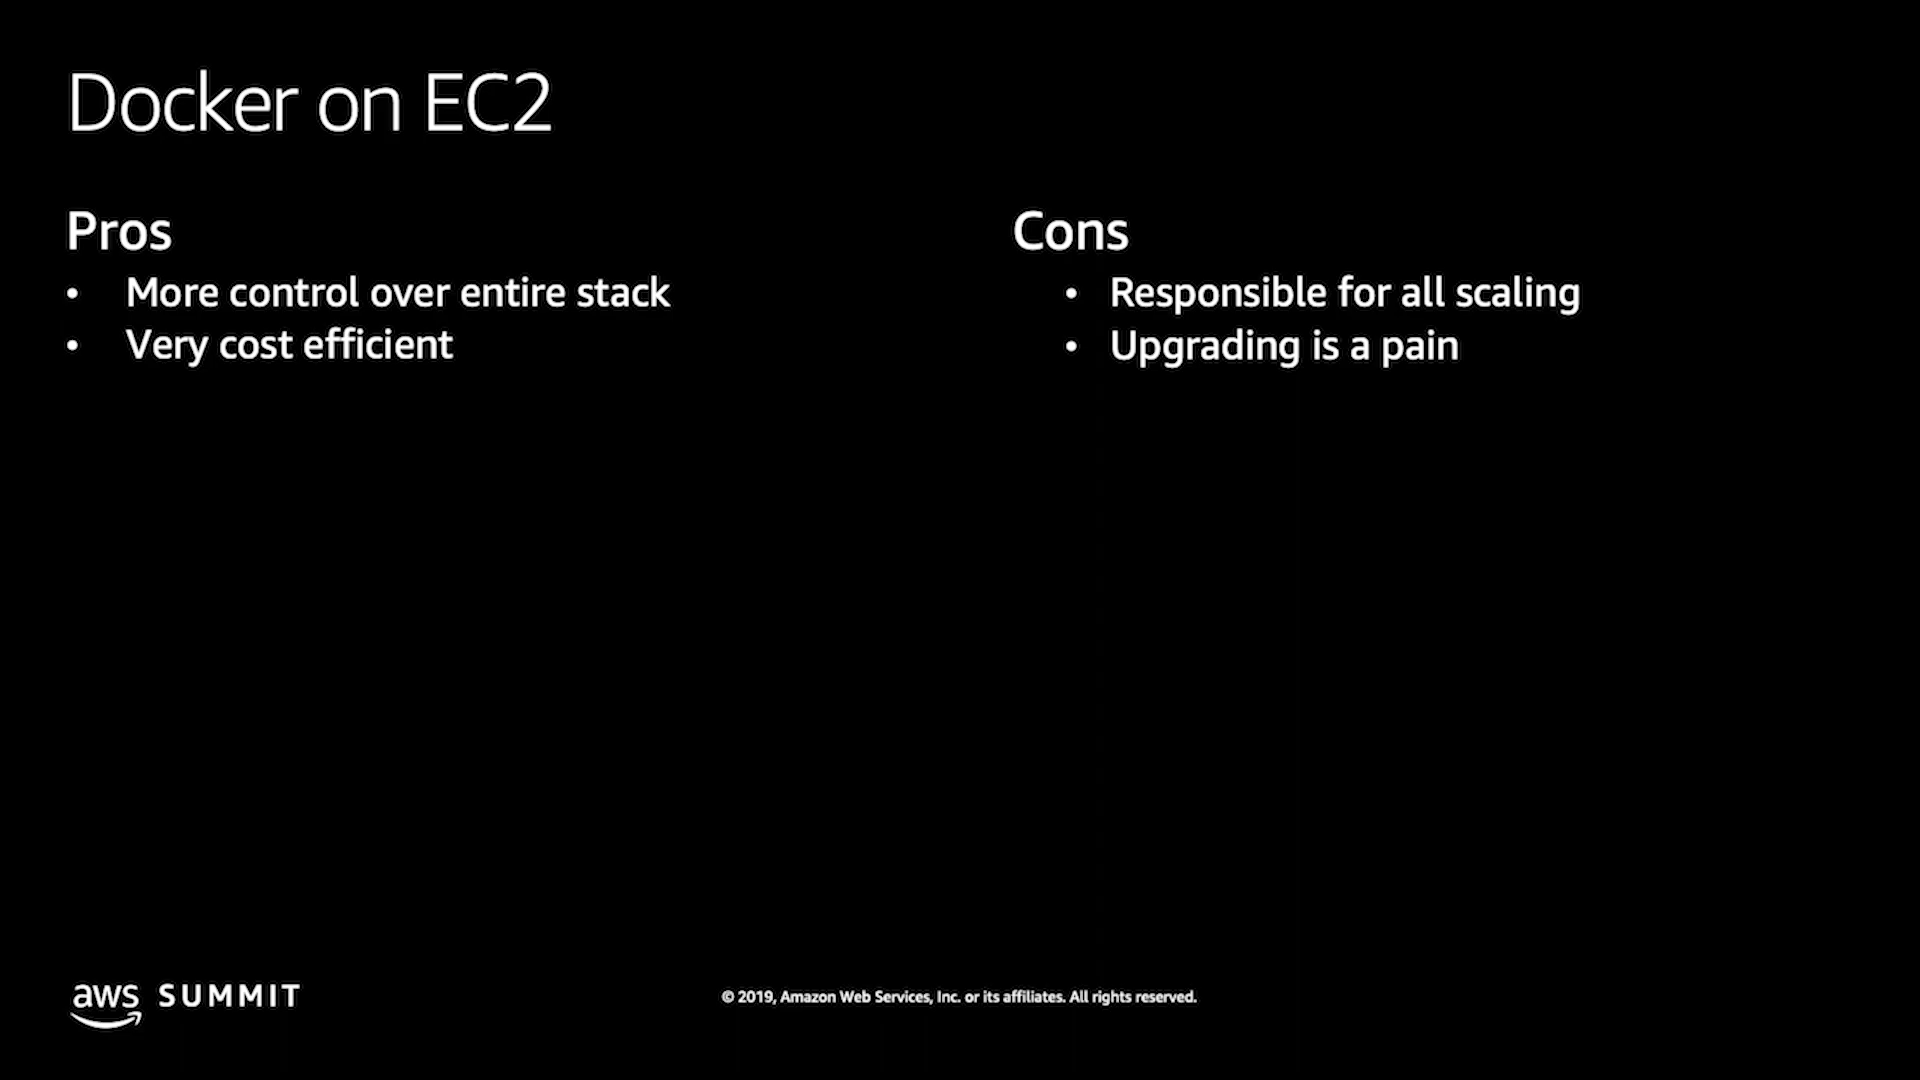 Docker on EC2
Pros
• More control over entire stack
• Very cost efficient
Cons
• Responsible for all scaling
• Upgrading is a pain
aws SUMMIT
© 2019, Amazon Web Services, Inc. or its affiliates. All rights reserved.